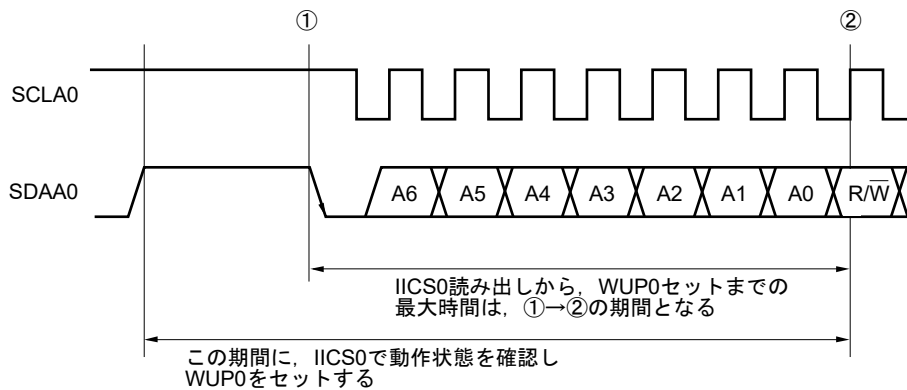 ① ②
SCLA0
SDAA0 A6 A5 A4 A3 A2 A1 A0 R/W̅
IICS0読み出しから，WUP0セットまでの
最大時間は，①→②の期間となる
この期間に，IICS0で動作状態を確認し
WUP0をセットする